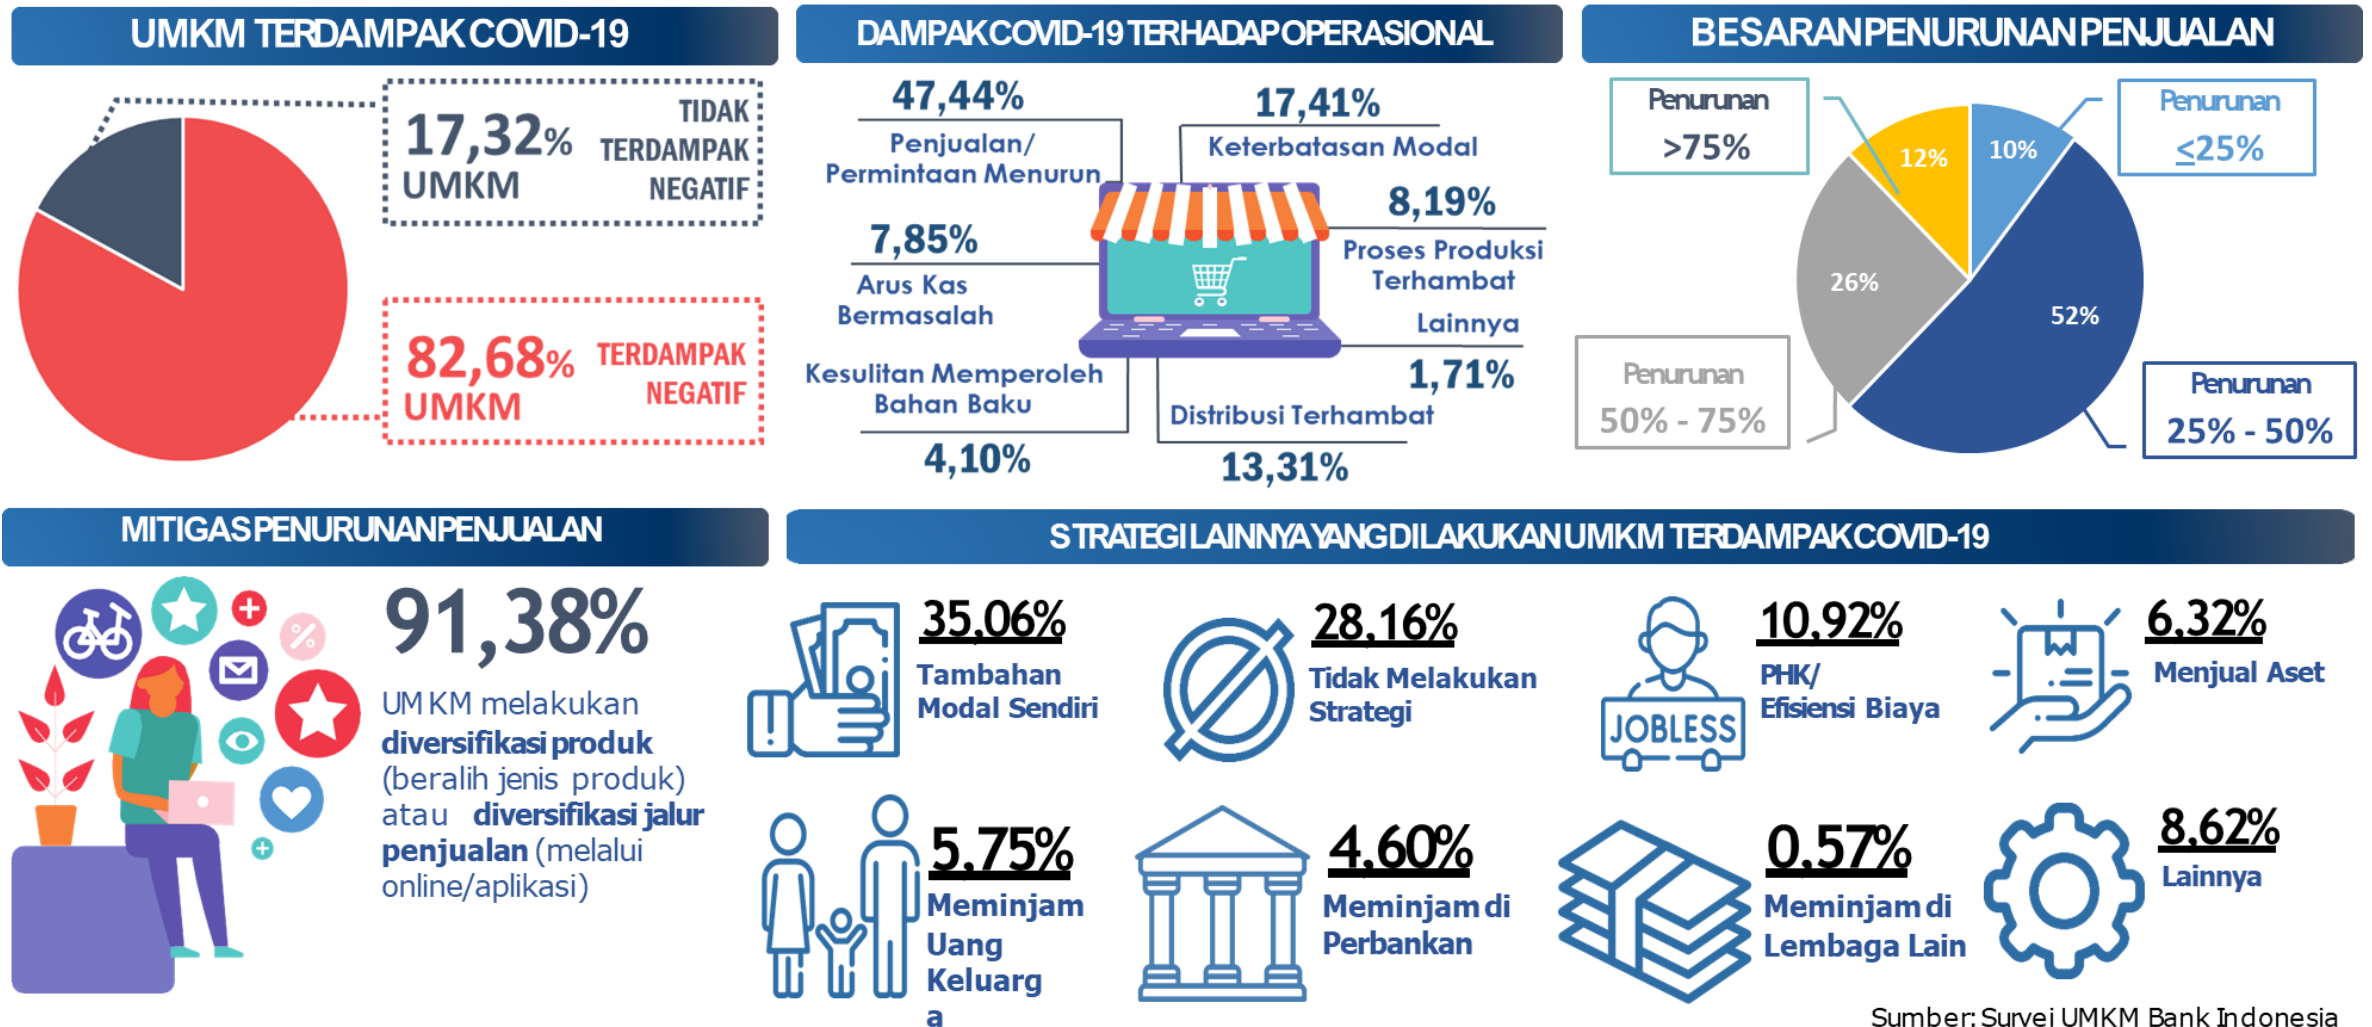 UMKM TERDAMPAK COVID-19
17,32%
UMKM
TIDAK
TERDAMPAK
NEGATIF
82,68%
UMKM
TERDAMPAK
NEGATIF
DAMPAK COVID-19 TERHADAP OPERASIONAL
47,44%
Penjualan/
Permintaan Menurun
17,41%
Keterbatasan Modal
7,85%
Arus Kas
Bermasalah
8,19%
Proses Produksi
Terhambat
Lainnya
1,71%
Kesulitan Memperoleh
Bahan Baku
4,10%
Distribusi Terhambat
13,31%
BESARAN PENURUNAN PENJUALAN
Penurunan
>75%
Penurunan
≤25%
12%
10%
26%
52%
Penurunan
50% - 75%
Penurunan
25% - 50%
MITIGAS PENURUNAN PENJUALAN
91,38%
UMKM melakukan
diversifikasi produk
(beralih jenis produk)
atau diversifikasi jalur
penjualan (melalui
online/aplikasi)
STRATEGI LAINNYA YANG DILAKUKAN UMKM TERDAMPAK COVID-19
35,06%
Tambahan
Modal Sendiri
28,16%
Tidak Melakukan
Strategi
JOBLESS
10,92%
PHK/
Efisiensi Biaya
6,32%
Menjual Aset
5,75%
Meminjam
Uang
Keluarg
a
4,60%
Meminjam di
Perbankan
0,57%
Meminjam di
Lembaga Lain
8,62%
Lainnya
Sumber: Survei UMKM Bank Indonesia